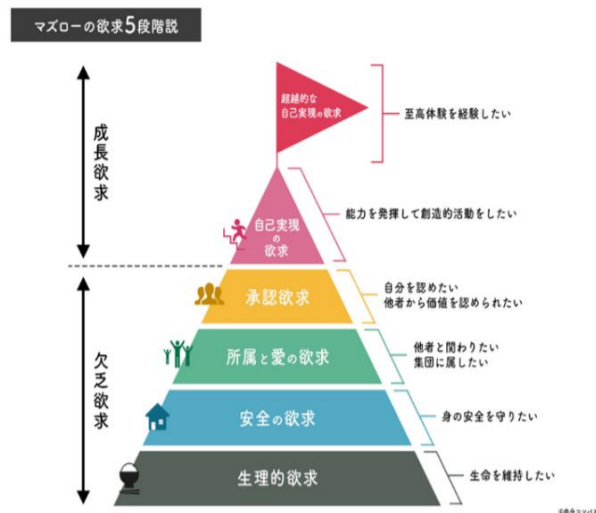 マズローの欲求5段階説
成長欲求
超越的な
自己実現の欲求
至高体験を経験したい
自己実現
の
欲求
能力を発揮して創造的活動をしたい
承認欲求
自分を認めたい
他者から価値を認められたい
欠乏欲求
所属と愛の欲求
他者と関わりたい
集団に属したい
安全の欲求
身の安全を守りたい
生理的欲求
生命を維持したい